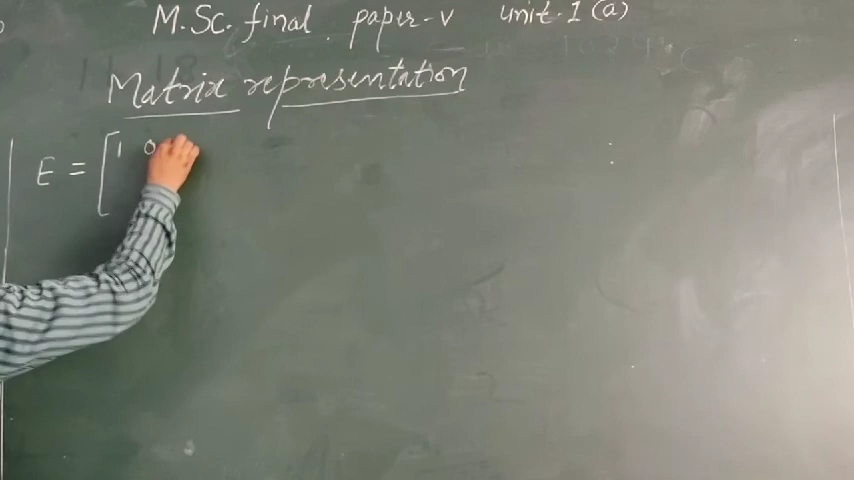 M.Sc. final paper-v unit-I (a)
Matrix representation
E = [ 1 0